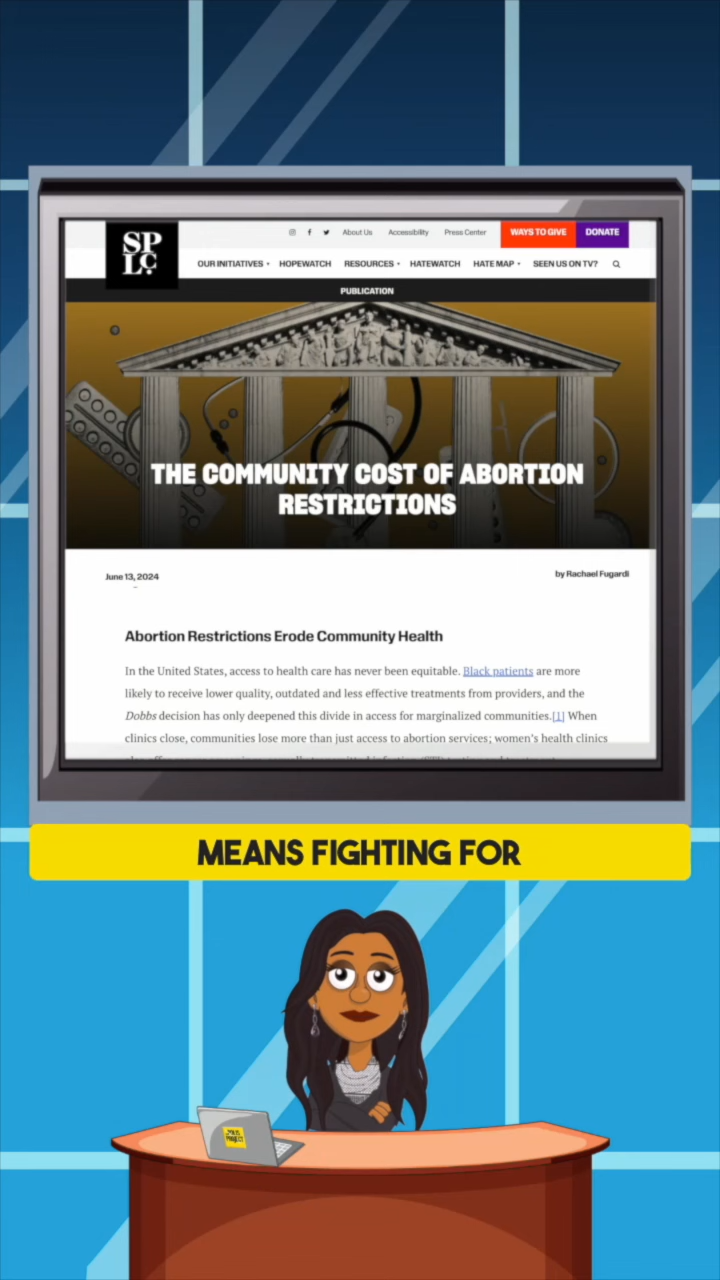 SP
LC
About Us Accessibility Press Center WAYS TO GIVE DONATE
OUR INITIATIVES HOPEWATCH RESOURCES HATEWATCH HATE MAP SEEN US ON TV?
PUBLICATION
THE COMMUNITY COST OF ABORTION
RESTRICTIONS
June 13, 2024
by Rachael Fugardi
Abortion Restrictions Erode Community Health
In the United States, access to health care has never been equitable. Black patients are more
likely to receive lower quality, outdated and less effective treatments from providers, and the
Dobbs decision has only deepened this divide in access for marginalized communities.[1] When
clinics close, communities lose more than just access to abortion services; women's health clinics
MEANS FIGHTING FOR
PROJECT